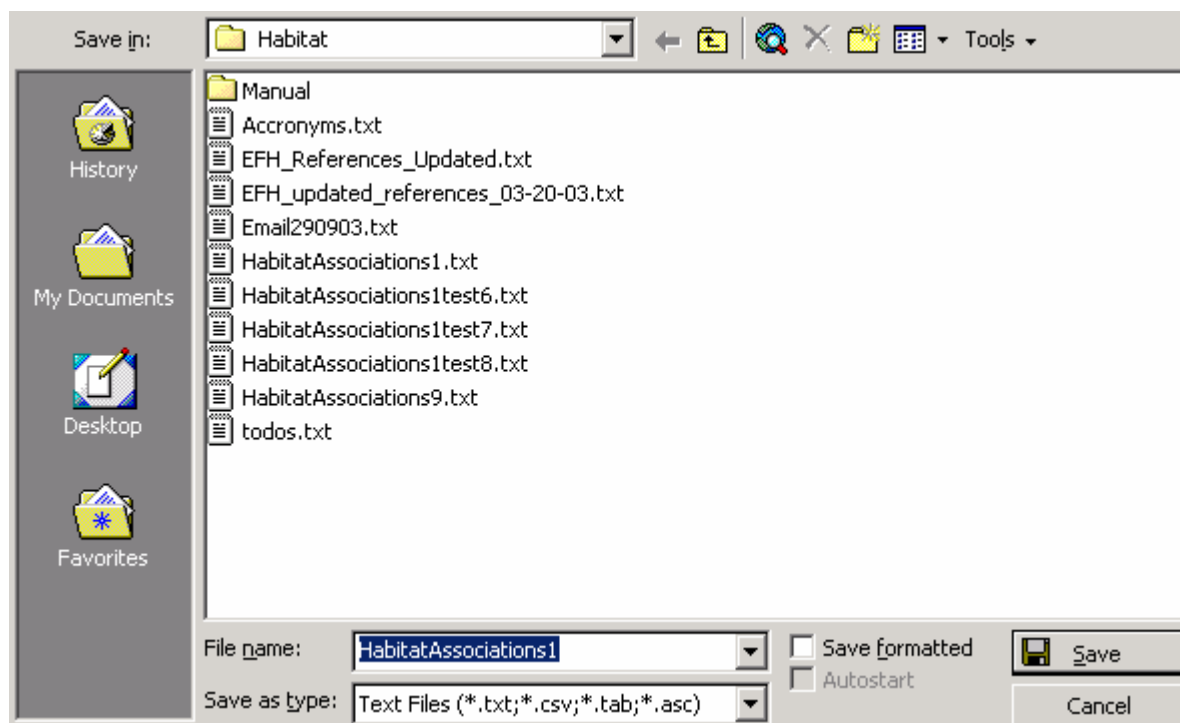 Save in:
Habitat
Tools
History
My Documents
Desktop
Favorites
Manual
Accronyms.txt
EFH_References_Updated.txt
EFH_updated_references_03-20-03.txt
Email290903.txt
HabitatAssociations1.txt
HabitatAssociations1test6.txt
HabitatAssociations1test7.txt
HabitatAssociations1test8.txt
HabitatAssociations9.txt
todos.txt
File name:
HabitatAssociations1
Save formatted
Save
Autostart
Save as type:
Text Files (*.txt;*.csv;*.tab;*.asc)
Cancel